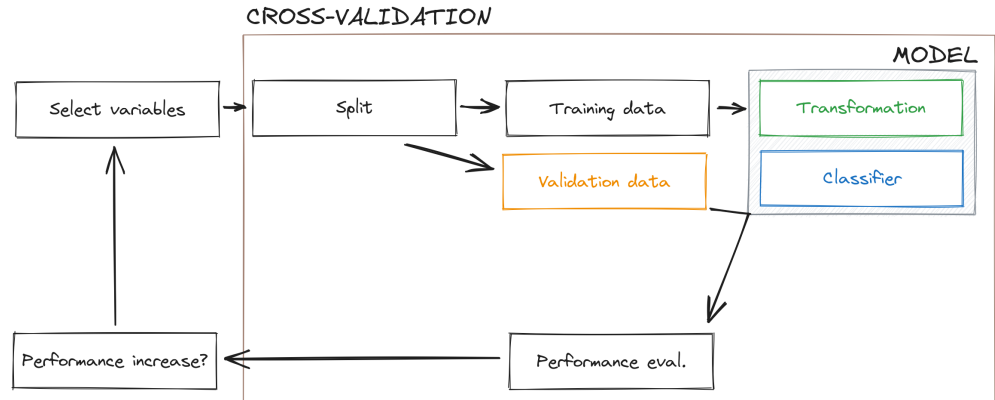 CROSS-VALIDATION
MODEL
Select variables
Split
Training data
Transformation
Validation data
Classifier
Performance increase?
Performance eval.